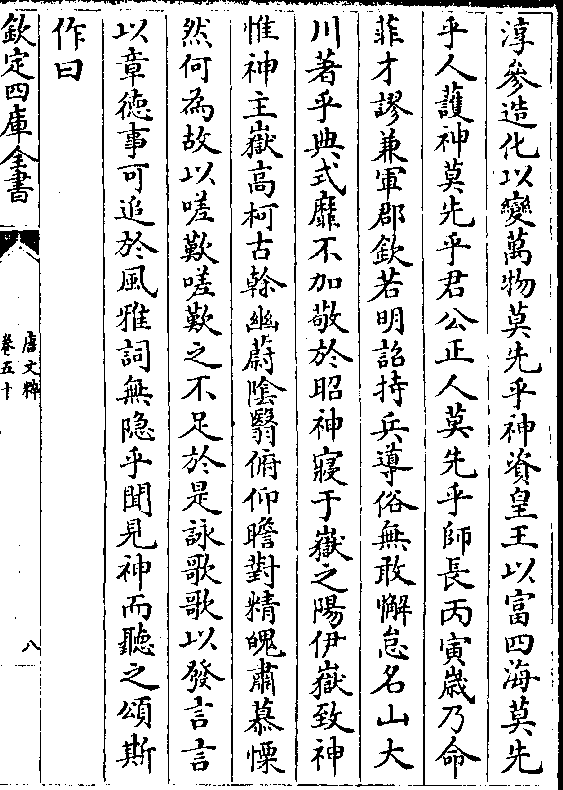 淳參造化以變萬物莫先乎神資皇王以富四海莫先
乎人䕶神莫先乎君公正人莫先乎師長丙寅歳乃命
菲才謬兼軍郡欽若明詔持兵導俗無敢懈怠名山大
川著乎典式靡不加敬於昭神寢于嶽之陽伊嶽致神
惟神主嶽高柯古榦幽蔚隂翳俯仰瞻對精魄肅慕慄
然何為故以嗟歎嗟歎之不足於是詠歌歌以發言言
以章徳事可追於風雅詞無隐乎聞見神而聽之頌斯
作曰
欽定四庫全書
唐文粹
卷五十
八